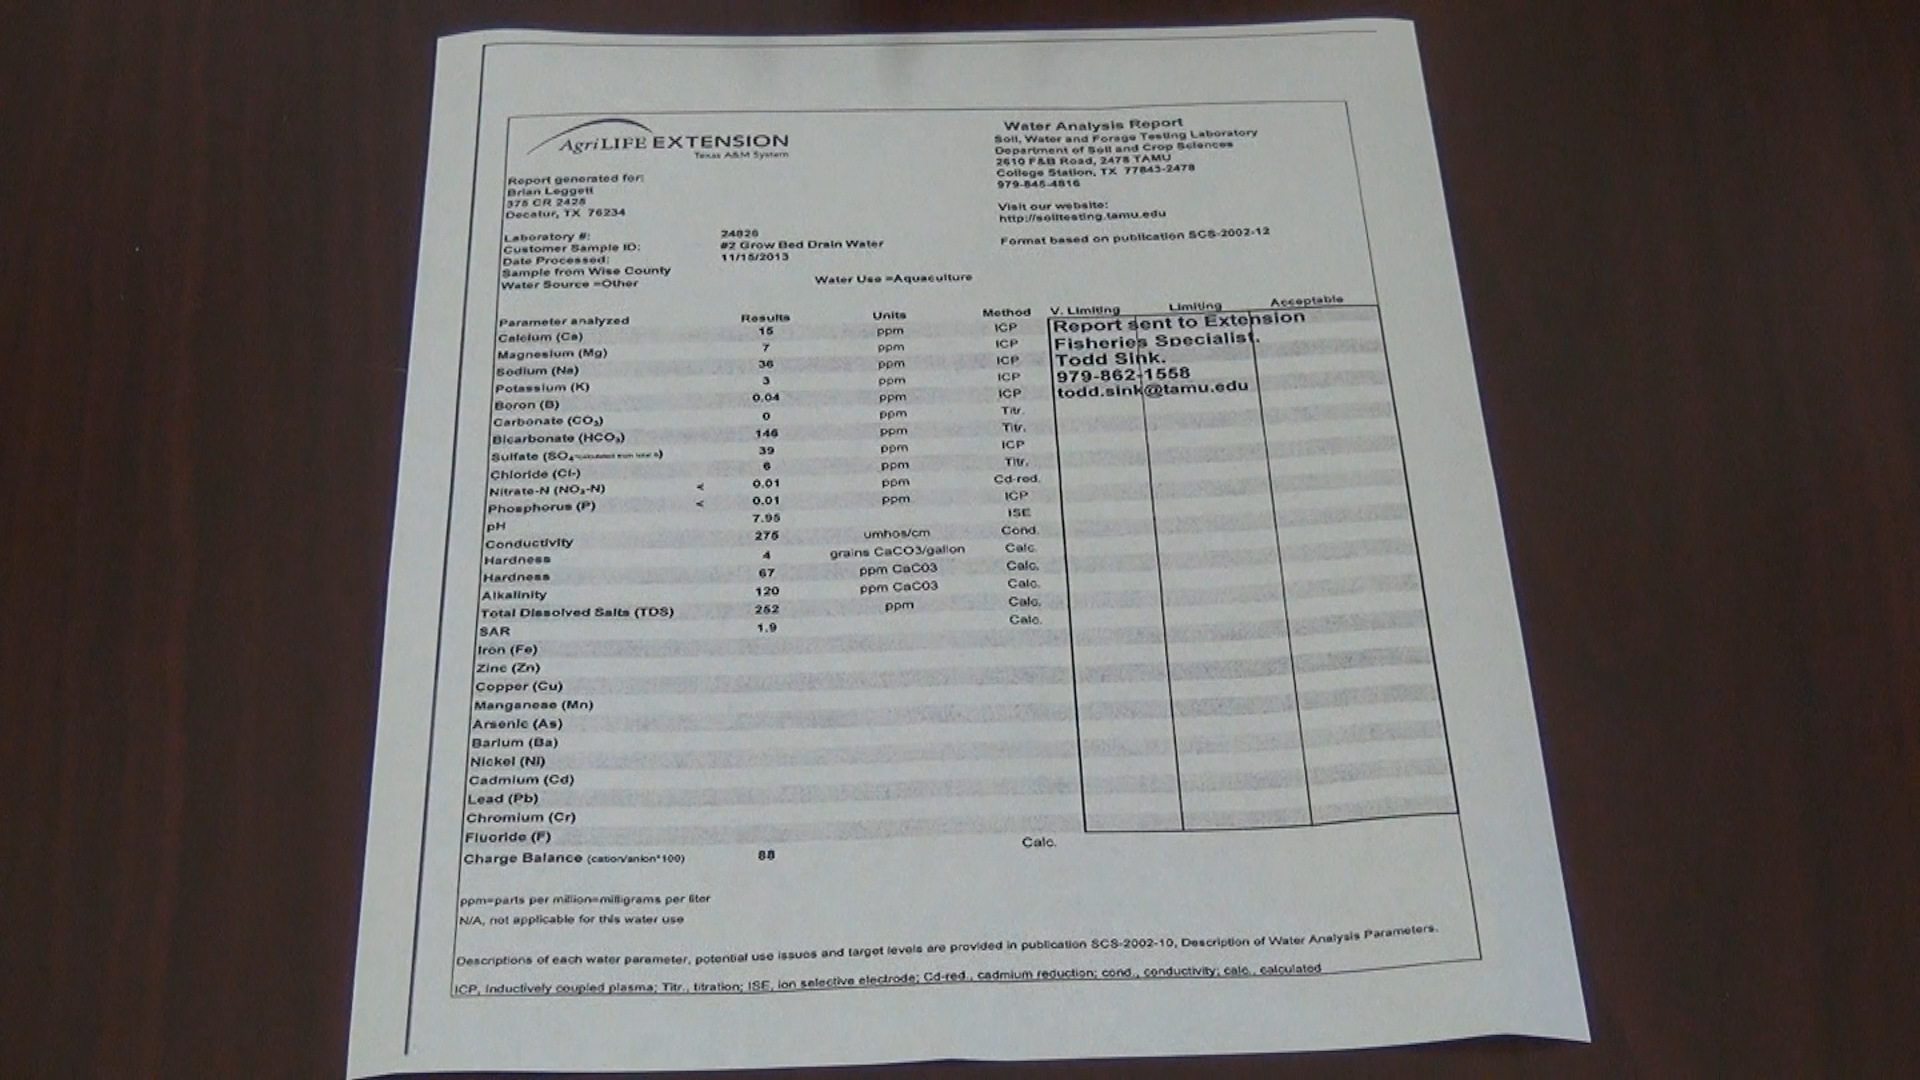 AgriLIFE EXTENSION
Texas A&M System
Water Analysis Report
Soil, Water and Forage Testing Laboratory
Department of Soil and Crop Sciences
2610 F&B Road, 2478 TAMU
College Station, TX 77843-2478
979-845-4816
Visit our website:
http://soiltesting.tamu.edu
Format based on publication SCS-2002-12
Report generated for:
Brian Leggett
375 CR 2425
Decatur, TX 76234
Laboratory #: 24826
Customer Sample ID: #2 Grow Bed Drain Water
Date Processed: 11/15/2013
Sample from Wise County
Water Source =Other Water Use =Aquaculture
Parameter analyzed Results Units Method V. Limiting Limiting Acceptable
Calcium (Ca) 15 ppm ICP
Magnesium (Mg) 7 ppm ICP
Sodium (Na) 36 ppm ICP
Potassium (K) 3 ppm ICP
Boron (B) 0.04 ppm ICP
Carbonate (CO₃) 0 ppm Titr.
Bicarbonate (HCO₃) 146 ppm Titr.
Sulfate (SO₄-calculated from total S) 39 ppm ICP
Chloride (Cl-) 6 ppm Titr.
Nitrate-N (NO₃-N) < 0.01 ppm Cd-red.
Phosphorus (P) < 0.01 ppm ICP
pH 7.95 ISE
Conductivity 275 umhos/cm Cond.
Hardness 4 grains CaCO3/gallon Calc.
Hardness 67 ppm CaCO3 Calc.
Alkalinity 120 ppm CaCO3 Calc.
Total Dissolved Salts (TDS) 252 ppm Calc.
SAR 1.9 Calc.
Iron (Fe)
Zinc (Zn)
Copper (Cu)
Manganese (Mn)
Arsenic (As)
Barium (Ba)
Nickel (Ni)
Cadmium (Cd)
Lead (Pb)
Chromium (Cr)
Fluoride (F)
Charge Balance (cation/anion*100) 88 Calc.
Report sent to Extension
Fisheries Specialist.
Todd Sink.
979-862-1558
todd.sink@tamu.edu
ppm=parts per million=milligrams per liter
N/A, not applicable for this water use
Descriptions of each water parameter, potential use issues and target levels are provided in publication SCS-2002-10, Description of Water Analysis Parameters.
ICP, Inductively coupled plasma; Titr., titration; ISE, ion selective electrode; Cd-red., cadmium reduction; cond., conductivity; calc., calculated